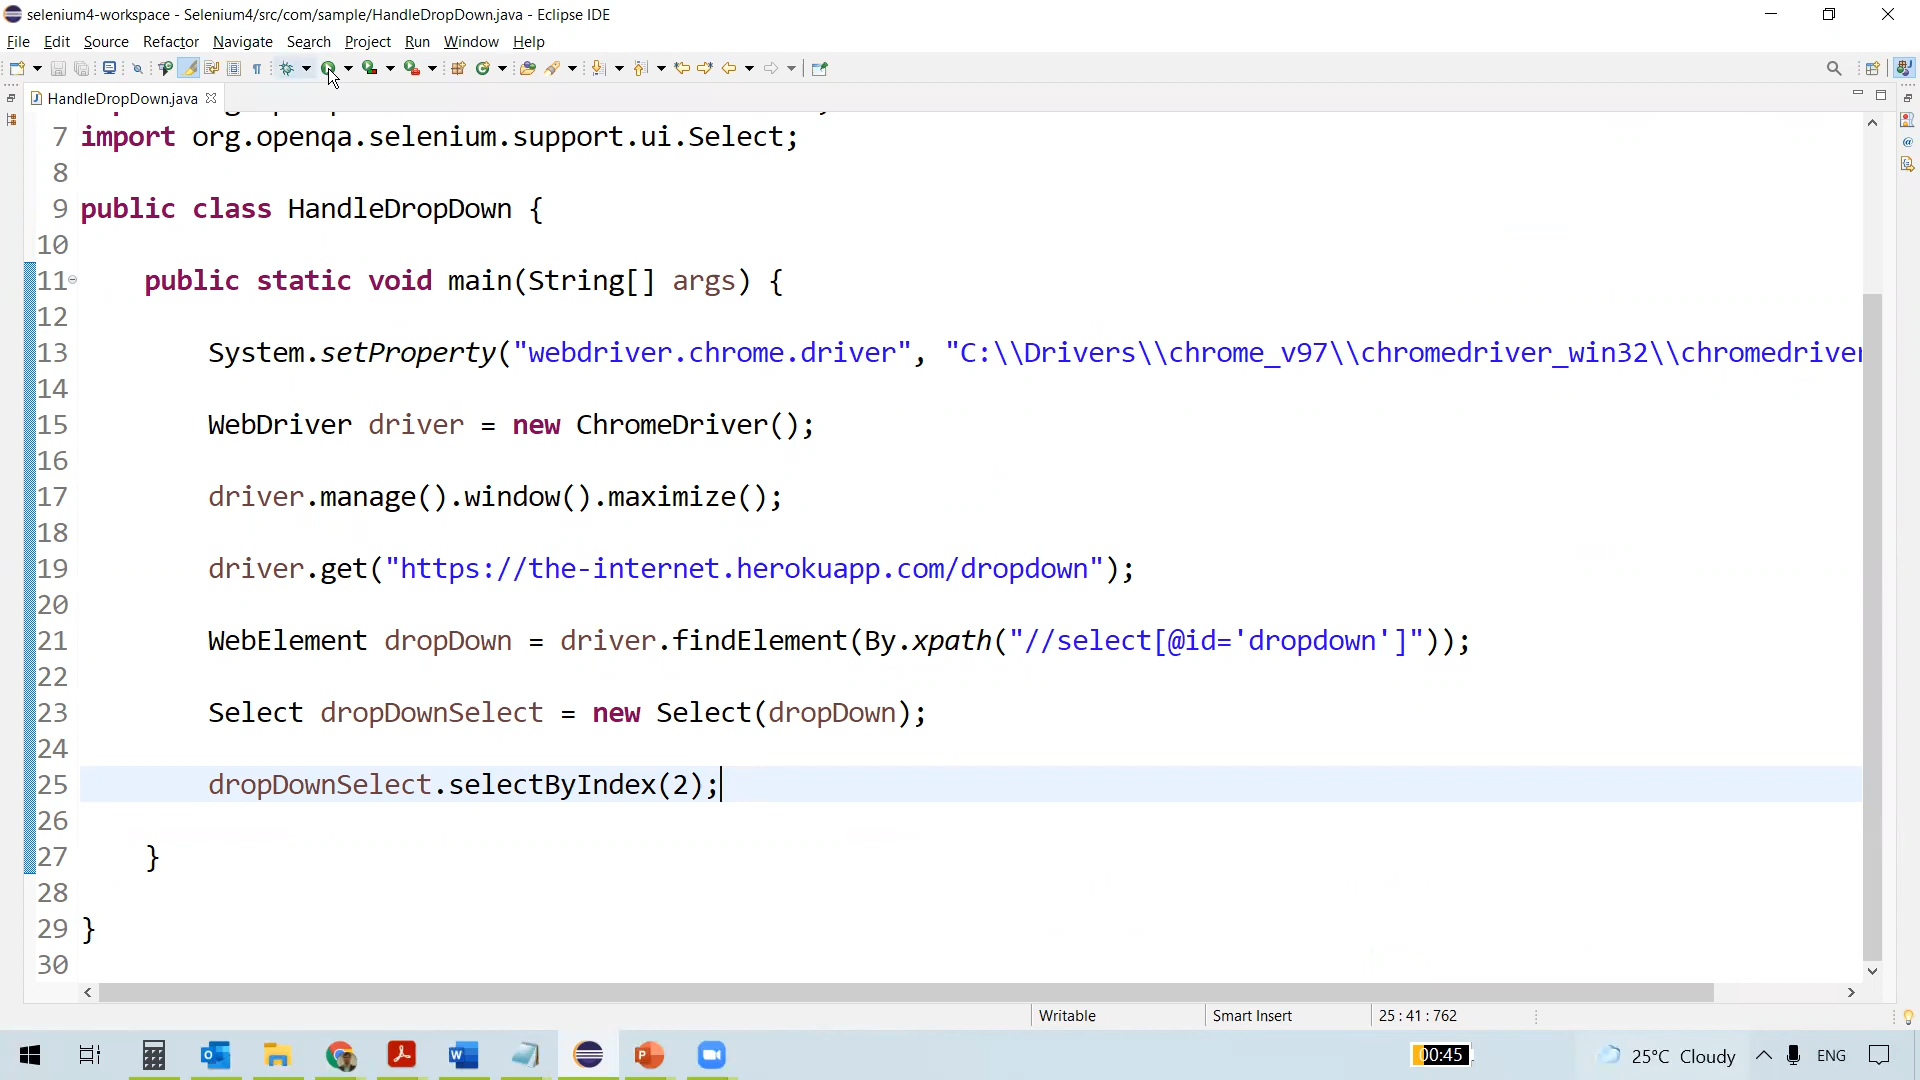 selenium4-workspace - Selenium4/src/com/sample/HandleDropDown.java - Eclipse IDE
File Edit Source Refactor Navigate Search Project Run Window Help
HandleDropDown.java
7 import org.openqa.selenium.support.ui.Select;
8
9 public class HandleDropDown {
10
11 public static void main(String[] args) {
12
13 System.setProperty("webdriver.chrome.driver", "C:\\Drivers\\chrome_v97\\chromedriver_win32\\chromedriver
14
15 WebDriver driver = new ChromeDriver();
16
17 driver.manage().window().maximize();
18
19 driver.get("https://the-internet.herokuapp.com/dropdown");
20
21 WebElement dropDown = driver.findElement(By.xpath("//select[@id='dropdown']"));
22
23 Select dropDownSelect = new Select(dropDown);
24
25 dropDownSelect.selectByIndex(2);
26
27 }
28
29 }
30
Writable Smart Insert 25 : 41 : 762
00:45 25°C Cloudy ENG